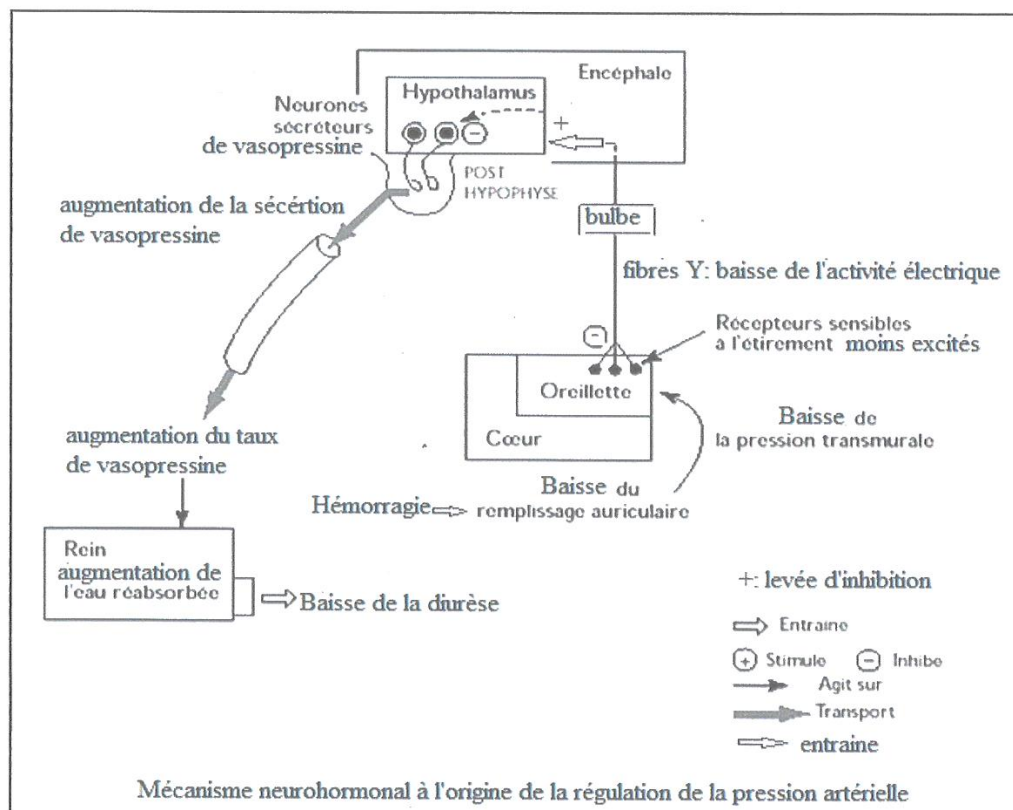 Encéphale
Hypothalamus
Neurones
sécréteurs
de vasopressine
+
-
POST
HYPOPHYSE
augmentation de la sécértion
de vasopressine
bulbe
fibres Y: baisse de l'activité électrique
-
Récepteurs sensibles
a l'étirement moins excités
Oreillette
Cœur
Baisse de
la pression transmurale
augmentation du taux
de vasopressine
Baisse du
Hémorragie remplissage auriculaire
Rein
augmentation de
l'eau réabsorbée
Baisse de la diurèse
+: levée d'inhibition
Entraine
+ Stimule - Inhibe
Agit sur
Transport
entraine
Mécanisme neurohormonal à l'origine de la régulation de la pression artérielle